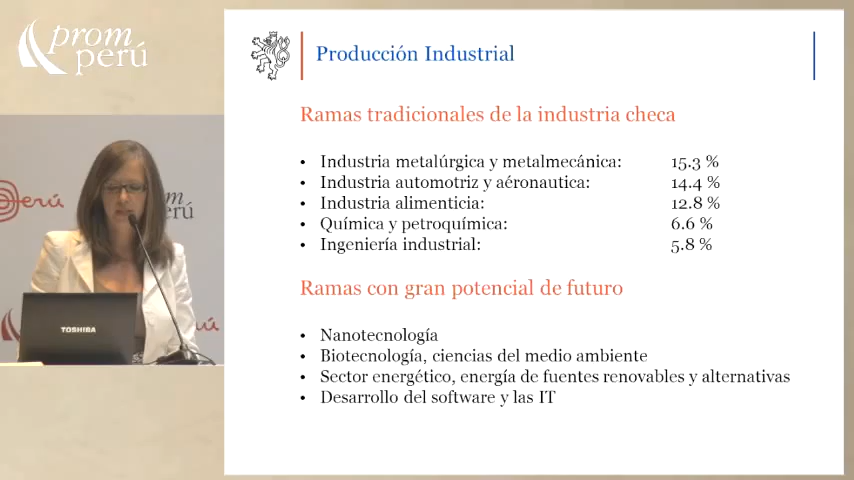 prom
perú
Perú
prom
perú
TOSHIBA
Producción Industrial
Ramas tradicionales de la industria checa
• Industria metalúrgica y metalmecánica: 15.3 %
• Industria automotriz y aéronautica: 14.4 %
• Industria alimenticia: 12.8 %
• Química y petroquímica: 6.6 %
• Ingeniería industrial: 5.8 %
Ramas con gran potencial de futuro
• Nanotecnología
• Biotecnología, ciencias del medio ambiente
• Sector energético, energía de fuentes renovables y alternativas
• Desarrollo del software y las IT